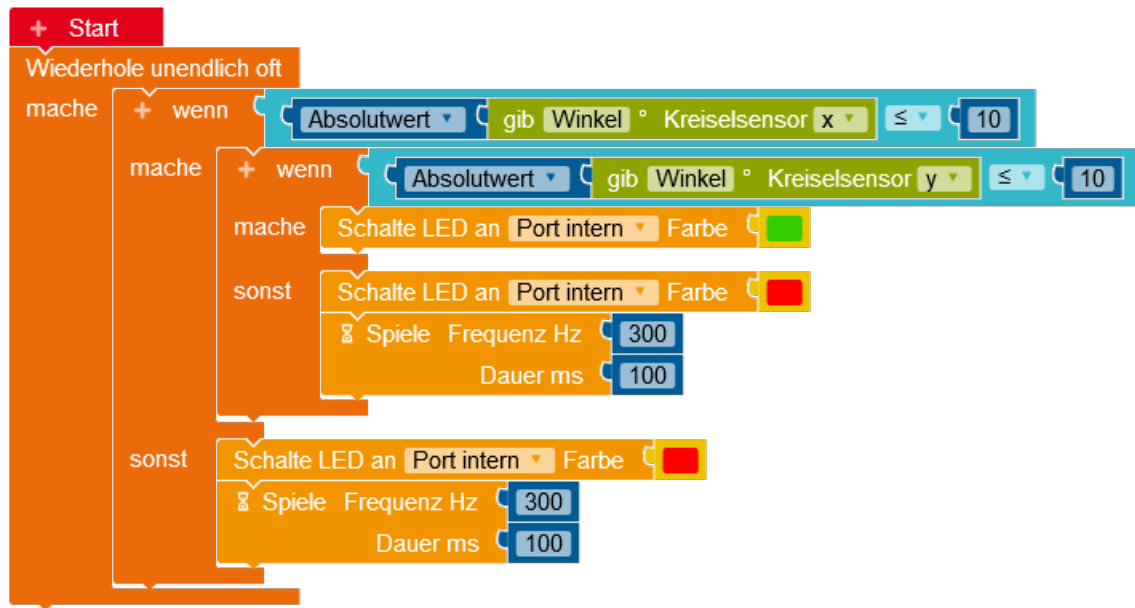 + Start
Wiederhole unendlich oft
mache + wenn Absolutwert gib Winkel ° Kreiselsensor x ≤ 10
mache + wenn Absolutwert gib Winkel ° Kreiselsensor y ≤ 10
mache Schalte LED an Port intern Farbe
sonst Schalte LED an Port intern Farbe
Spiele Frequenz Hz 300
Dauer ms 100
sonst Schalte LED an Port intern Farbe
Spiele Frequenz Hz 300
Dauer ms 100